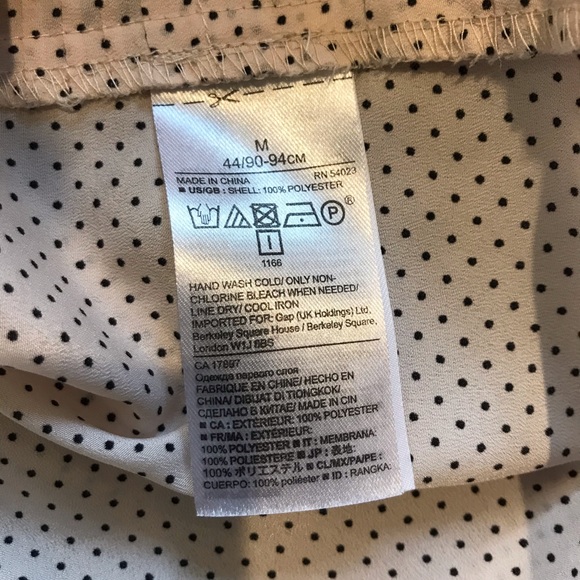 M
44/90-94CM
MADE IN CHINA RN 54023
■ US/GB : SHELL: 100% POLYESTER
P ®
1166
HAND WASH COLD/ ONLY NON-
CHLORINE BLEACH WHEN NEEDED/
LINE DRY/ COOL IRON
IMPORTED FOR: Gap (UK Holdings) Ltd.
Berkeley Square House / Berkeley Square,
London W1J 6BS
CA 17897
Одежда первого слоя
FABRIQUE EN CHINE/ HECHO EN
CHINA/ DIBUAT DI TIONGKOK/
СДЕЛАНО В КИТАЕ/ MADE IN CIN
■ CA : EXTÉRIEUR: 100% POLYESTER
■ FR/MA : EXTÉRIEUR:
100% POLYESTER ■ IT : MEMBRANA:
100% POLIESTERE ■ JP : 表地:
100% ポリエステル ■ CL/MX/PA/PE :
CUERPO: 100% poliéster ■ ID : RANGKA: